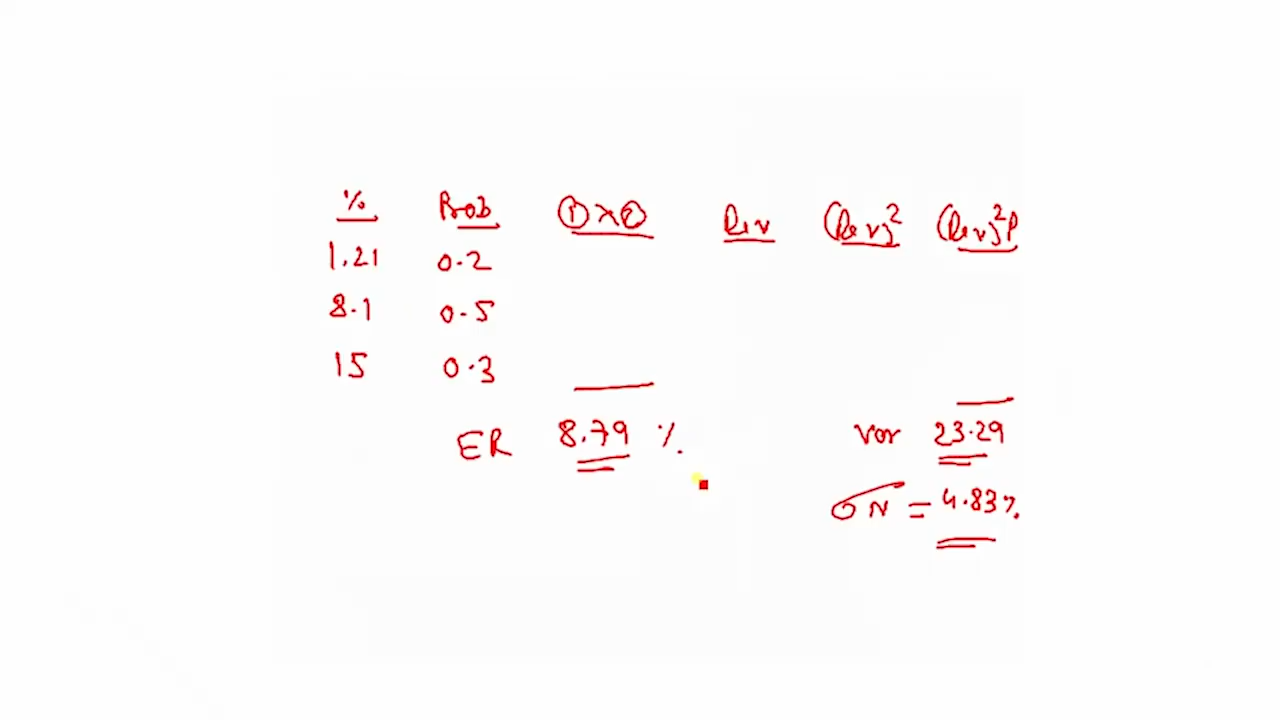 % Prob ①×② Dev (Dev)² (Dev)²P
1.21 0.2
8.1 0.5
15 0.3
ER 8.79 % Var 23.29
σN = 4.83%